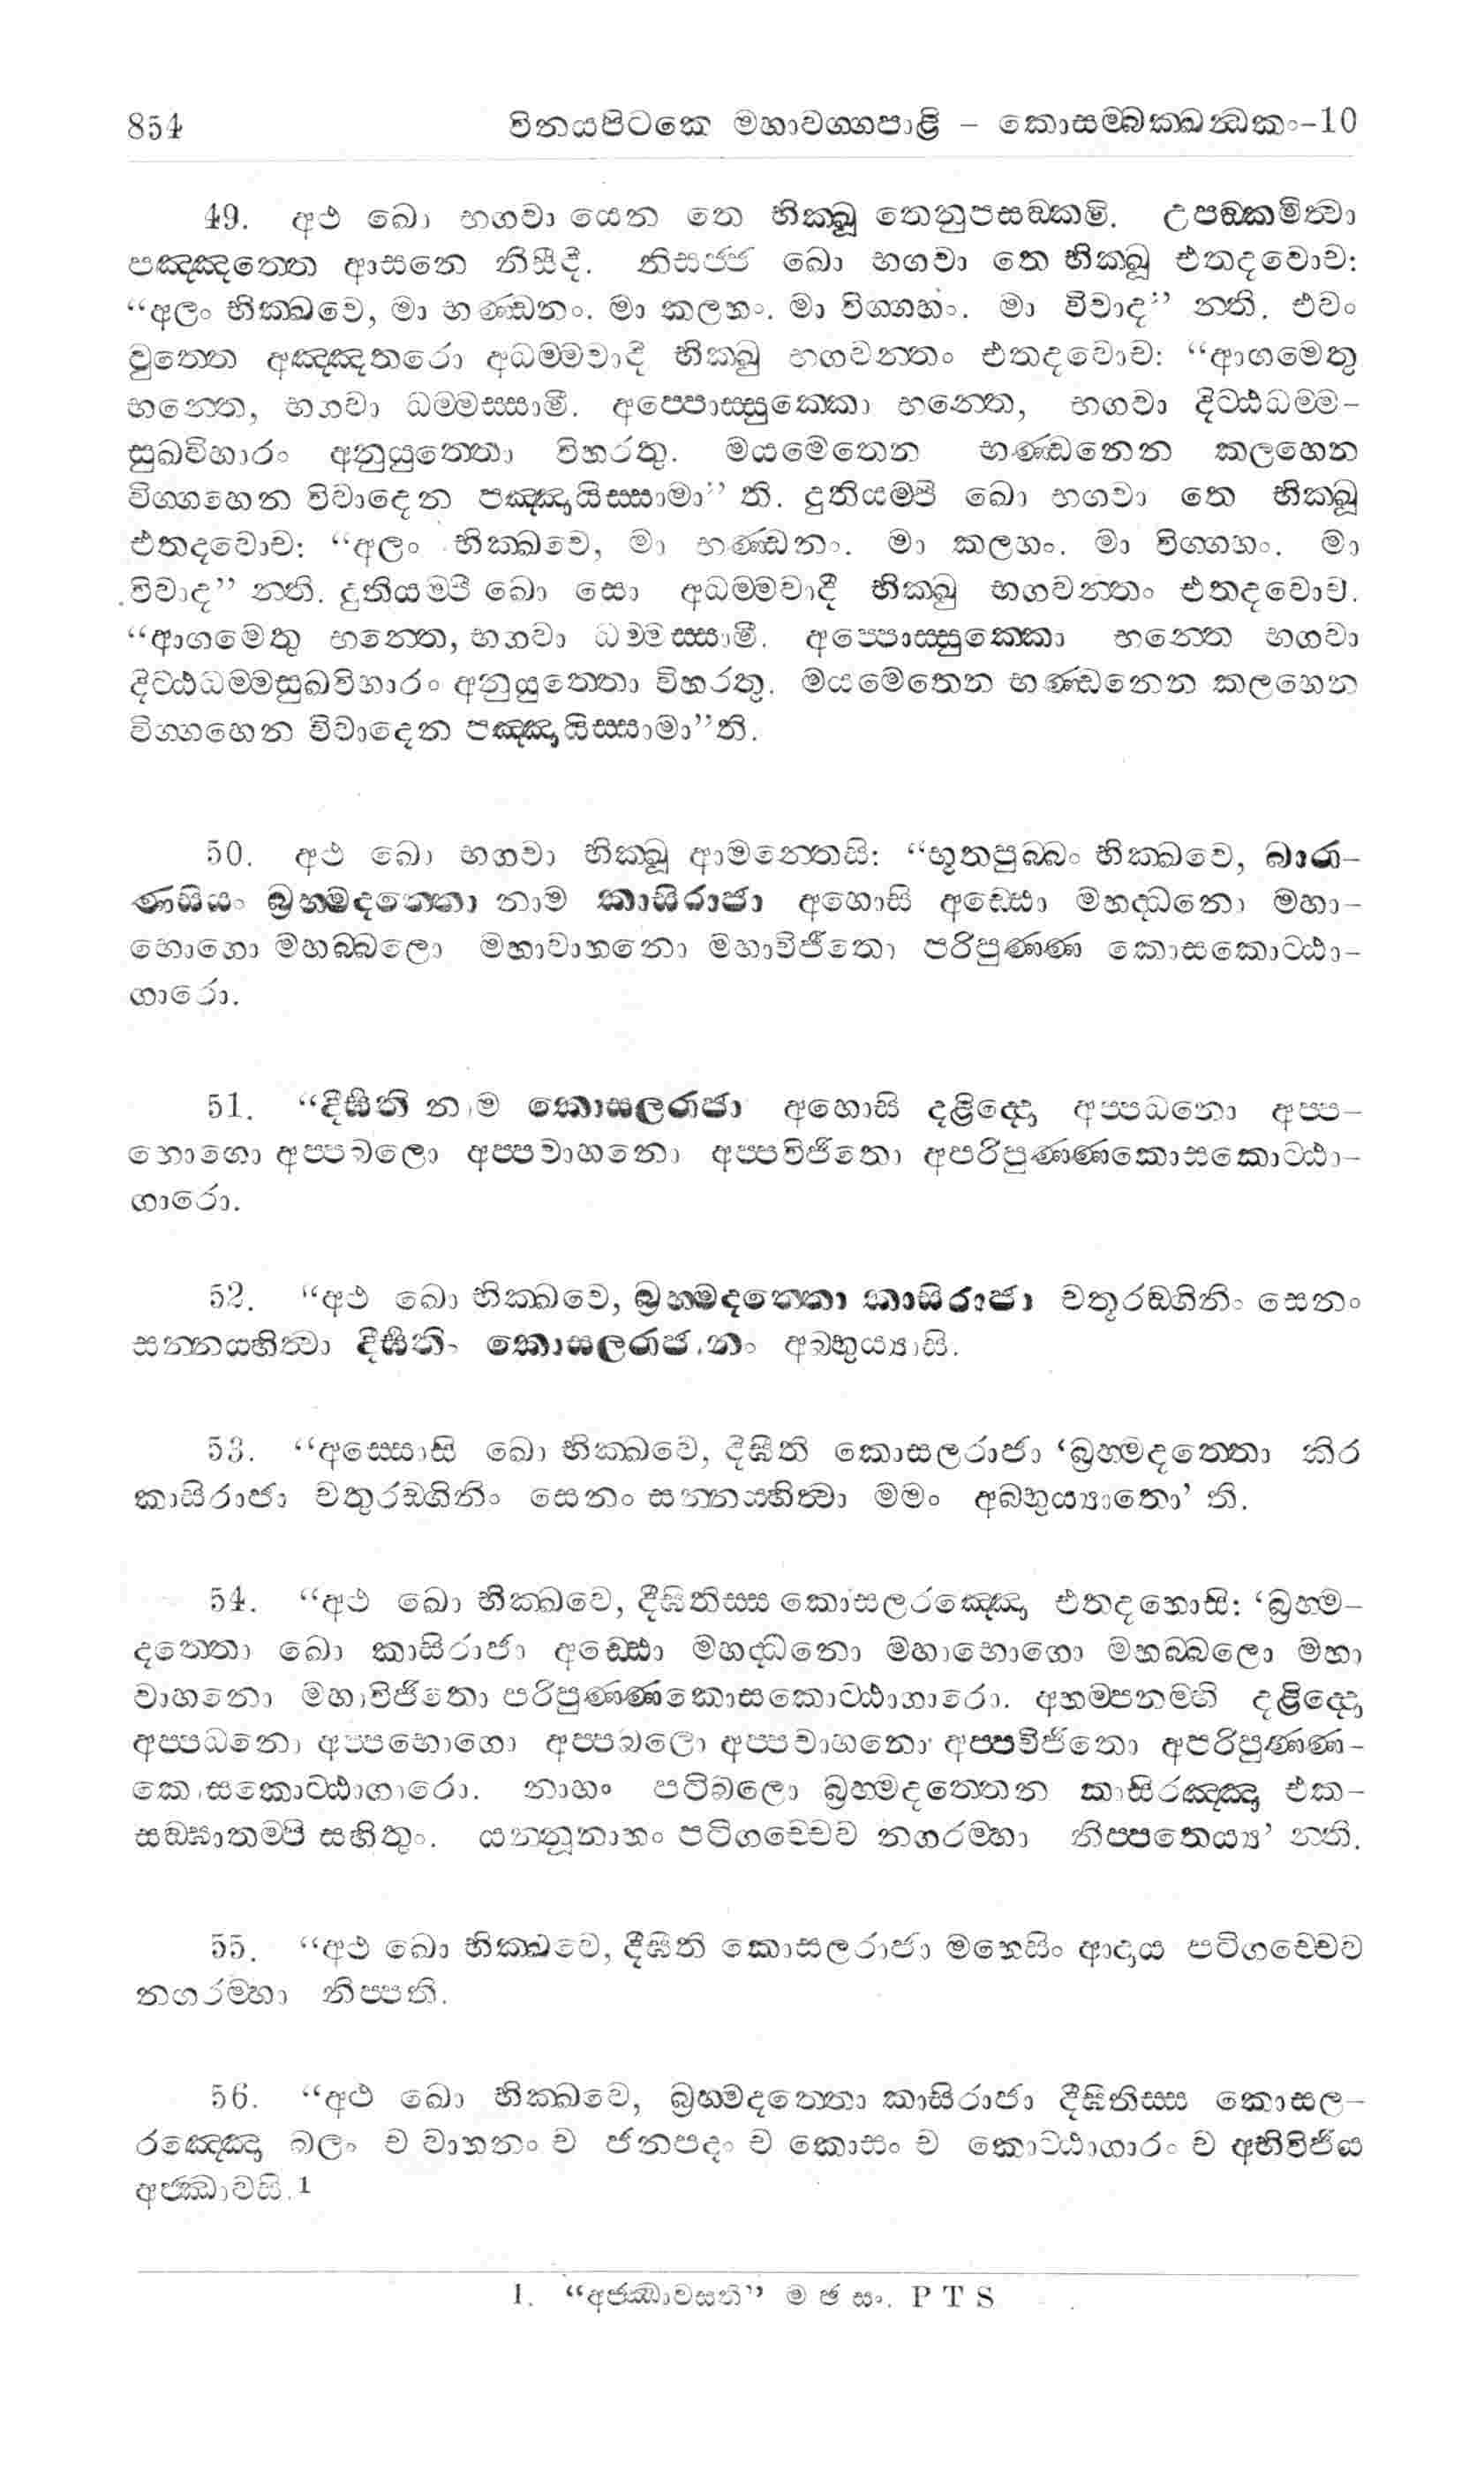 854 විනයපිටකෙ මහාවග්ගපාළි – කොසම්බක්ඛන්ධකං–10
49. අථ ඛො භගවා යෙන තෙ භික්ඛූ තෙනුපසඞ්කමි. උපඞ්කමිත්වා
පඤ්ඤත්තෙ ආසනෙ නිසීදි. නිසජ්ජ ඛො භගවා තෙ භික්ඛූ එතදවොච:
“අලං භික්ඛවෙ, මා භණ්ඩනං. මා කලහං. මා විග්ගහං. මා විවාද” න්ති. එවං
වුත්තෙ අඤ්ඤතරො අධම්මවාදි භික්ඛු භගවන්තං එතදවොච: “ආගමෙතු
භන්තෙ, භගවා ධම්මස්සාමි. අප්පොස්සුක්කො භන්තෙ, භගවා දිට්ඨධම්ම-
සුඛවිහාරං අනුයුත්තො විහරතු. මයමෙතෙන භණ්ඩනෙන කලහෙන
විග්ගහෙන විවාදෙන පඤ්ඤායිස්සාමා” ති. දුතියම්පි ඛො භගවා තෙ භික්ඛූ
එතදවොච: “අලං භික්ඛවෙ, මා භණ්ඩනං. මා කලහං. මා විග්ගහං. මා
විවාද” න්ති. දුතියම්පි ඛො සො අධම්මවාදී භික්ඛු භගවන්තං එතදවොච.
“ආගමෙතු භන්තෙ, භගවා ධම්මස්සාමි. අප්පොස්සුක්කො භන්තෙ භගවා
දිට්ඨධම්මසුඛවිහාරං අනුයුත්තො විහරතු. මයමෙතෙන භණ්ඩනෙන කලහෙන
විග්ගහෙන විවාදෙන පඤ්ඤායිස්සාමා”ති.
50. අථ ඛො භගවා භික්ඛූ ආමන්තෙසි: “භූතපුබ්බං භික්ඛවෙ, බාරා-
ණසියං බ්‍රහ්මදත්තො නාම කාසිරාජා අහොසි අඩ්ඪො මහද්ධනො මහා-
භොගො මහබ්බලො මහාවාහනො මහාවිජිතො පරිපුණ්ණ කොසකොට්ඨා-
ගාරො.
51. “දීඝීති නාම කොසලරාජා අහොසි දළිද්දො අප්පධනො අප්ප-
භොගො අප්පබලො අප්පවාහනො අප්පවිජිතො අපරිපුණ්ණකොසකොට්ඨා-
ගාරො.
52. “අථ ඛො භික්ඛවෙ, බ්‍රහ්මදත්තො කාසිරාජා චතුරඞ්ගිනිං සෙනං
සන්නය්හිත්වා දීඝීතිං කොසලරාජානං අබ්භුය්‍යාසි.
53. “අස්සොසි ඛො භික්ඛවෙ, දීඝීති කොසලරාජා ‘බ්‍රහ්මදත්තො කිර
කාසිරාජා චතුරඞ්ගිනිං සෙනං සන්නය්හිත්වා මමං අබ්භුය්‍යාතො’ ති.
54. “අථ ඛො භික්ඛවෙ, දීඝීතිස්ස කොසලරඤ්ඤො එතදහොසි: ‘බ්‍රහ්ම-
දත්තො ඛො කාසිරාජා අඩ්ඪො මහද්ධනො මහාභොගො මහබ්බලො මහා
වාහනො මහාවිජිතො පරිපුණ්ණකොසකොට්ඨාගාරො. අහම්පනම්හි දළිද්දො
අප්පධනො අප්පභොගො අප්පබලො අප්පවාහනො අප්පවිජිතො අපරිපුණ්ණ-
කොසකොට්ඨාගාරො. නාහං පටිබලො බ්‍රහ්මදත්තෙන කාසිරඤ්ඤා එක-
සඞ්ඝාතම්පි සහිතුං. යන්නූනාහං පටිගච්චෙව නගරම්හා නිප්පතෙය්‍ය’ න්ති.
55. “අථ ඛො භික්ඛවෙ, දීඝීති කොසලරාජා මහෙසිං ආදාය පටිගච්චෙව
නගරම්හා නිප්පති.
56. “අථ ඛො භික්ඛවෙ, බ්‍රහ්මදත්තො කාසිරාජා දීඝීතිස්ස කොසල-
රඤ්ඤො බලං ච වාහනං ච ජනපදං ච කොසං ච කොට්ඨාගාරං ච අභිවිජිය
අජ්ඣාවසි.1
1. “අජ්ඣාවසති” ම ඡ සං. P T S